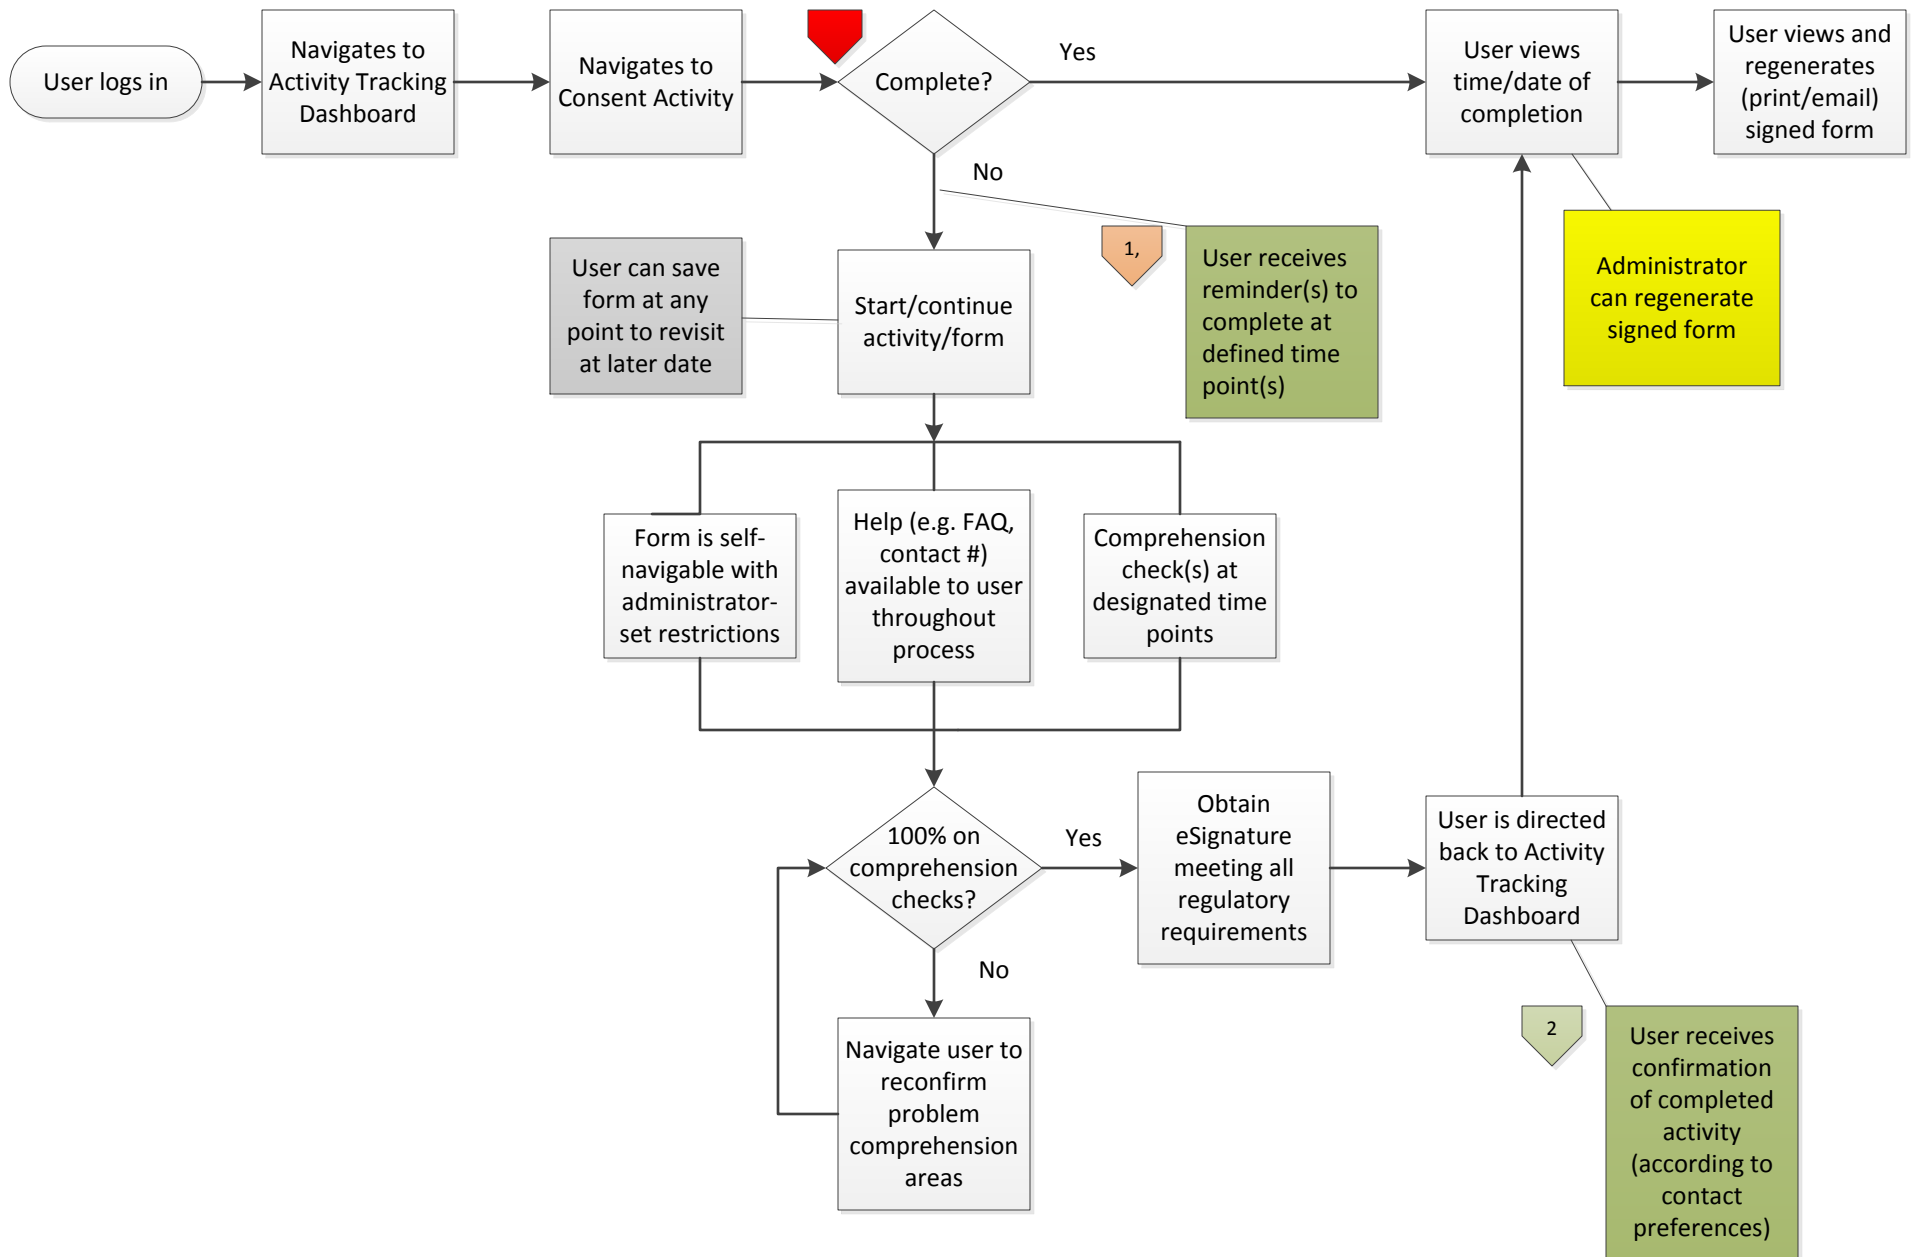 User logs in
Navigates to
Activity Tracking
Dashboard
Navigates to
Consent Activity
Complete?
Yes
User views
time/date of
completion
User views and
regenerates
(print/email)
signed form
No
User can save
form at any
point to revisit
at later date
Start/continue
activity/form
1,
User receives
reminder(s) to
complete at
defined time
point(s)
Administrator
can regenerate
signed form
Form is self-
navigable with
administrator-
set restrictions
Help (e.g. FAQ,
contact #)
available to user
throughout
process
Comprehension
check(s) at
designated time
points
100% on
comprehension
checks?
Yes
Obtain
eSignature
meeting all
regulatory
requirements
User is directed
back to Activity
Tracking
Dashboard
No
Navigate user to
reconfirm
problem
comprehension
areas
2
User receives
confirmation
of completed
activity
(according to
contact
preferences)